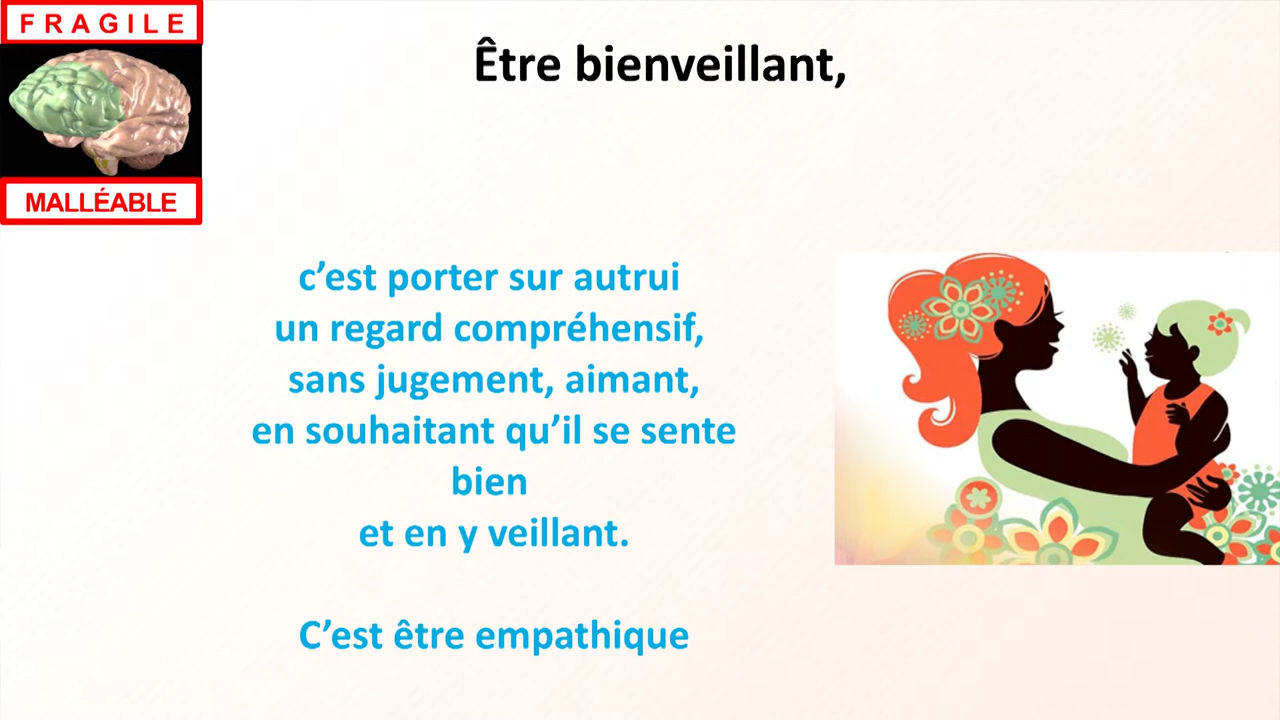 FRAGILE
MALLÉABLE
Être bienveillant,
c’est porter sur autrui
un regard compréhensif,
sans jugement, aimant,
en souhaitant qu’il se sente
bien
et en y veillant.
C’est être empathique